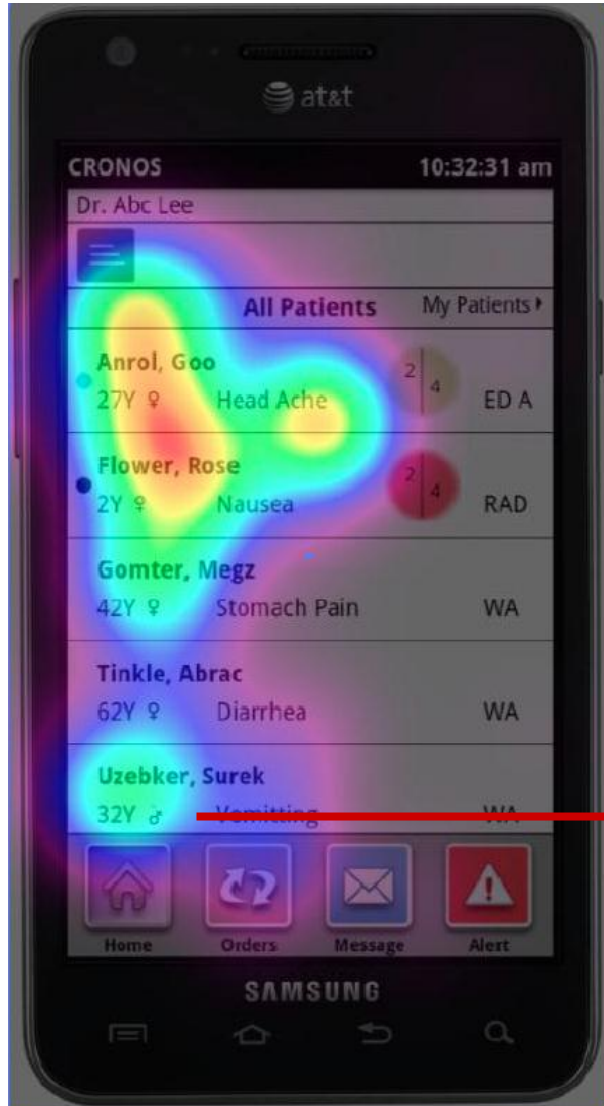 at&t
CRONOS 10:32:31 am
Dr. Abc Lee
All Patients My Patients
Anrol, Goo
2 4
27Y ♀ Head Ache ED A
Flower, Rose
2 4
2Y ♀ Nausea RAD
Gomter, Megz
42Y ♀ Stomach Pain WA
Tinkle, Abrac
62Y ♀ Diarrhea WA
Uzebker, Surek
32Y ♂ Vomitting WA
Home Orders Message Alert
SAMSUNG